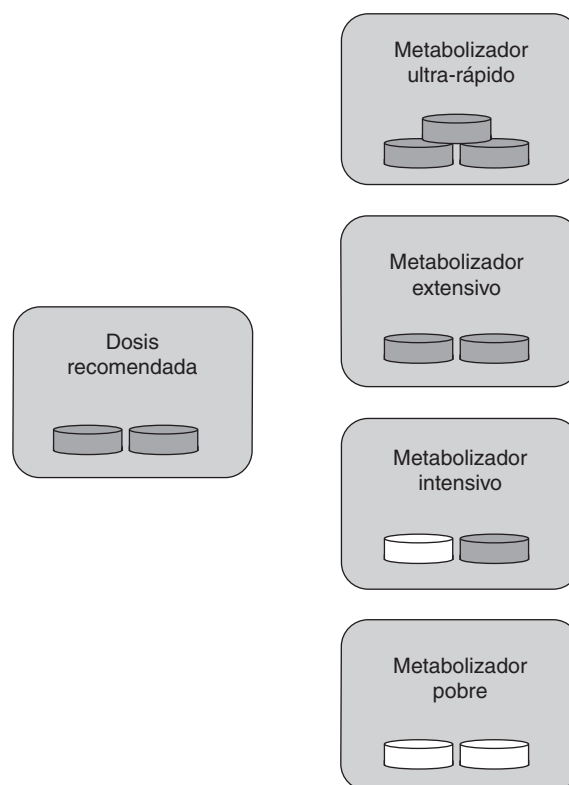 Metabolizador
ultra-rápido
Metabolizador
extensivo
Dosis
recomendada
Metabolizador
intensivo
Metabolizador
pobre